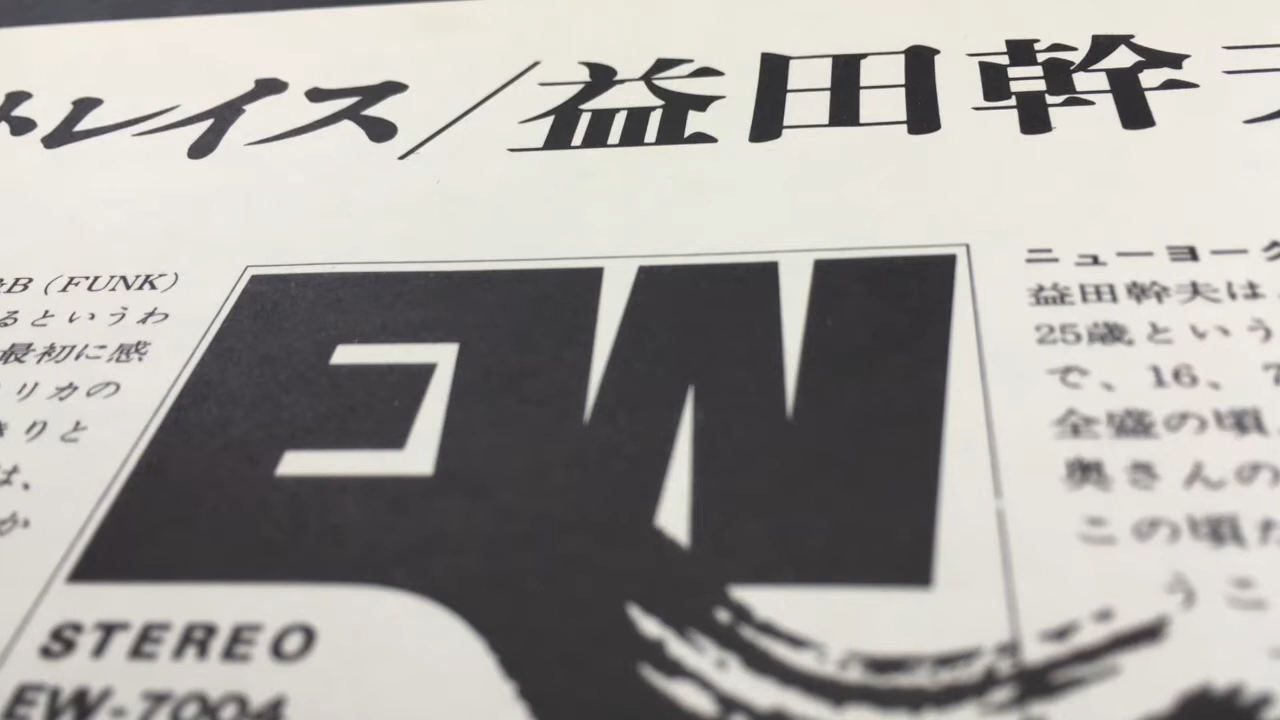 トレイス/益田幹夫
B (FUNK)
るというわ
最初に感
リカの
きりと
は、
か
EW
STEREO
EW-7004
ニューヨーク
益田幹夫は
25歳という
で、16、7
全盛の頃
奥さんの
この頃だ
うこ